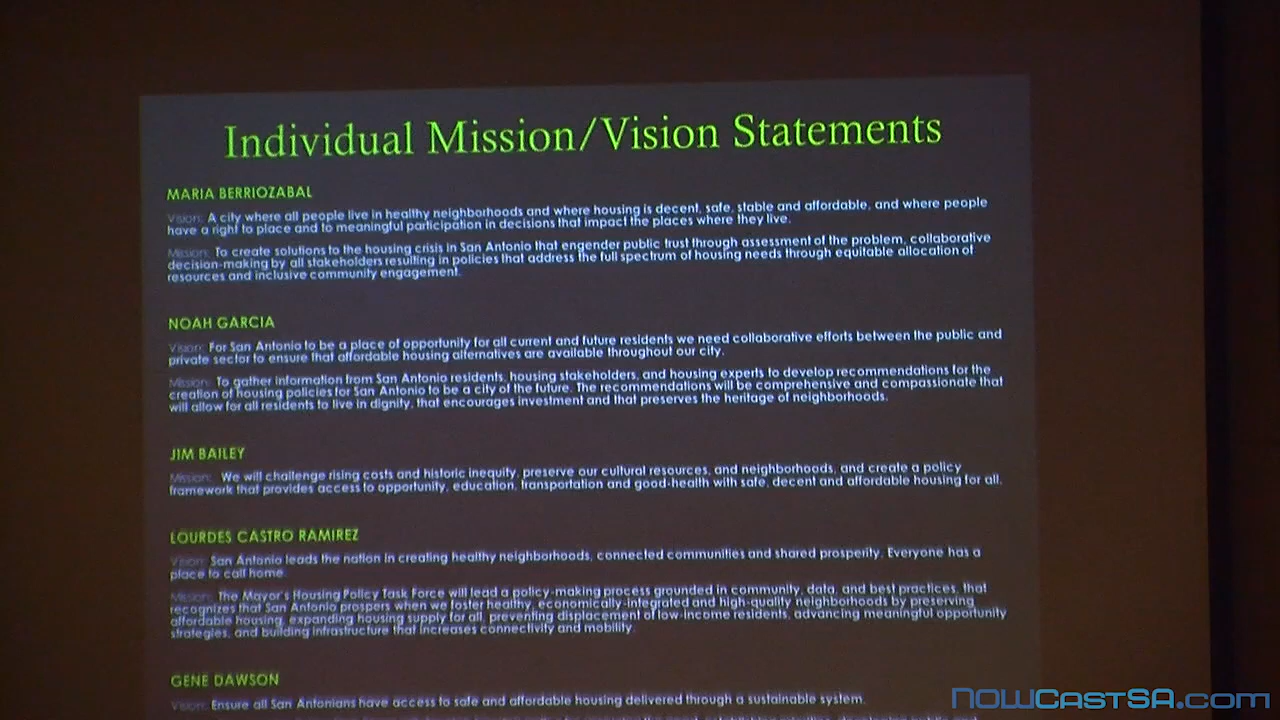 Individual Mission/Vision Statements
MARIA BERRIOZABAL
Vision: A city where all people live in healthy neighborhoods and where housing is decent, safe, stable and affordable, and where people
have a right to place and to meaningful participation in decisions that impact the places where they live.
Mission: To create solutions to the housing crisis in San Antonio that engender public trust through assessment of the problem, collaborative
decision-making by all stakeholders resulting in policies that address the full spectrum of housing needs through equitable allocation of
resources and inclusive community engagement.
NOAH GARCIA
Vision: For San Antonio to be a place of opportunity for all current and future residents we need collaborative efforts between the public and
private sector to ensure that affordable housing alternatives are available throughout our city.
Mission: To gather information from San Antonio residents, housing stakeholders, and housing experts to develop recommendations for the
creation of housing policies for San Antonio to be a city of the future. The recommendations will be comprehensive and compassionate that
will allow for all residents to live in dignity, that encourages investment and that preserves the heritage of neighborhoods.
JIM BAILEY
Mission: We will challenge rising costs and historic inequity, preserve our cultural resources, and neighborhoods, and create a policy
framework that provides access to opportunity, education, transportation and good-health with safe, decent and affordable housing for all.
LOURDES CASTRO RAMIREZ
Vision: San Antonio leads the nation in creating healthy neighborhoods, connected communities and shared prosperity. Everyone has a
place to call home.
Mission: The Mayor's Housing Policy Task Force will lead a policy-making process grounded in community, data, and best practices, that
recognizes that San Antonio prospers when we foster healthy, economically-integrated and high-quality neighborhoods by preserving
affordable housing, expanding housing supply for all, preventing displacement of low-income residents, advancing meaningful opportunity
strategies, and building infrastructure that increases connectivity and mobility.
GENE DAWSON
Vision: Ensure all San Antonians have access to safe and affordable housing delivered through a sustainable system.
NOWCASTSA.com